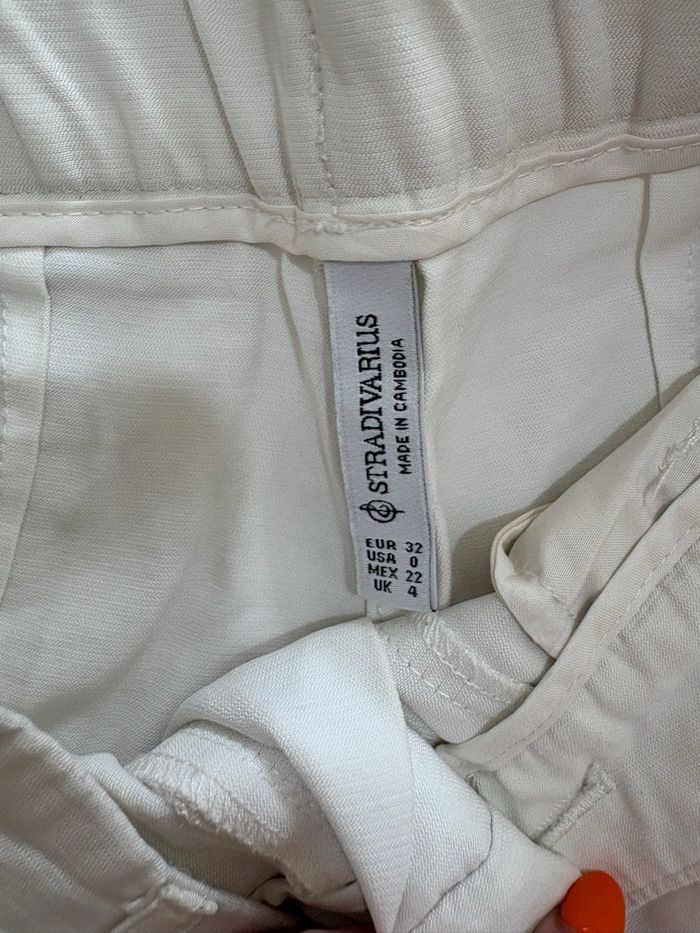 STRADIVARIUS
MADE IN CAMBODIA
EUR 32
USA 0
MEX 22
UK 4